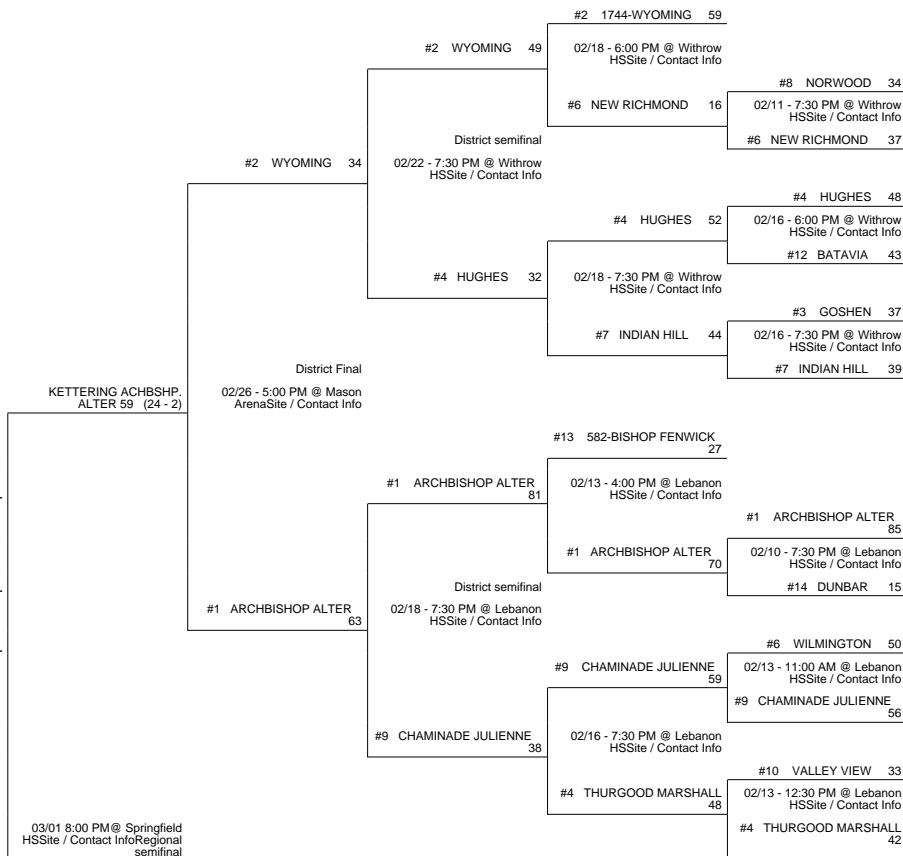 #2 1744-WYOMING 59
#2 WYOMING 49
02/18 - 6:00 PM @ Withrow
HSSite / Contact Info
#8 NORWOOD 34
#6 NEW RICHMOND 16
02/11 - 7:30 PM @ Withrow
HSSite / Contact Info
District semifinal
#6 NEW RICHMOND 37
#2 WYOMING 34
02/22 - 7:30 PM @ Withrow
HSSite / Contact Info
#4 HUGHES 48
#4 HUGHES 52
02/16 - 6:00 PM @ Withrow
HSSite / Contact Info
#12 BATAVIA 43
#4 HUGHES 32
02/18 - 7:30 PM @ Withrow
HSSite / Contact Info
#3 GOSHEN 37
#7 INDIAN HILL 44
02/16 - 7:30 PM @ Withrow
HSSite / Contact Info
District Final
#7 INDIAN HILL 39
KETTERING ACHBSHP.
ALTER 59 (24 - 2)
02/26 - 5:00 PM @ Mason
ArenaSite / Contact Info
#13 582-BISHOP FENWICK
27
#1 ARCHBISHOP ALTER
81
02/13 - 4:00 PM @ Lebanon
HSSite / Contact Info
#1 ARCHBISHOP ALTER
85
#1 ARCHBISHOP ALTER
70
02/10 - 7:30 PM @ Lebanon
HSSite / Contact Info
District semifinal
#14 DUNBAR 15
#1 ARCHBISHOP ALTER
63
02/18 - 7:30 PM @ Lebanon
HSSite / Contact Info
#6 WILMINGTON 50
#9 CHAMINADE JULIENNE
59
02/13 - 11:00 AM @ Lebanon
HSSite / Contact Info
#9 CHAMINADE JULIENNE
56
#9 CHAMINADE JULIENNE
38
02/16 - 7:30 PM @ Lebanon
HSSite / Contact Info
#10 VALLEY VIEW 33
#4 THURGOOD MARSHALL
48
02/13 - 12:30 PM @ Lebanon
HSSite / Contact Info
#4 THURGOOD MARSHALL
42
03/01 8:00 PM@ Springfield
HSSite / Contact InfoRegional
semifinal